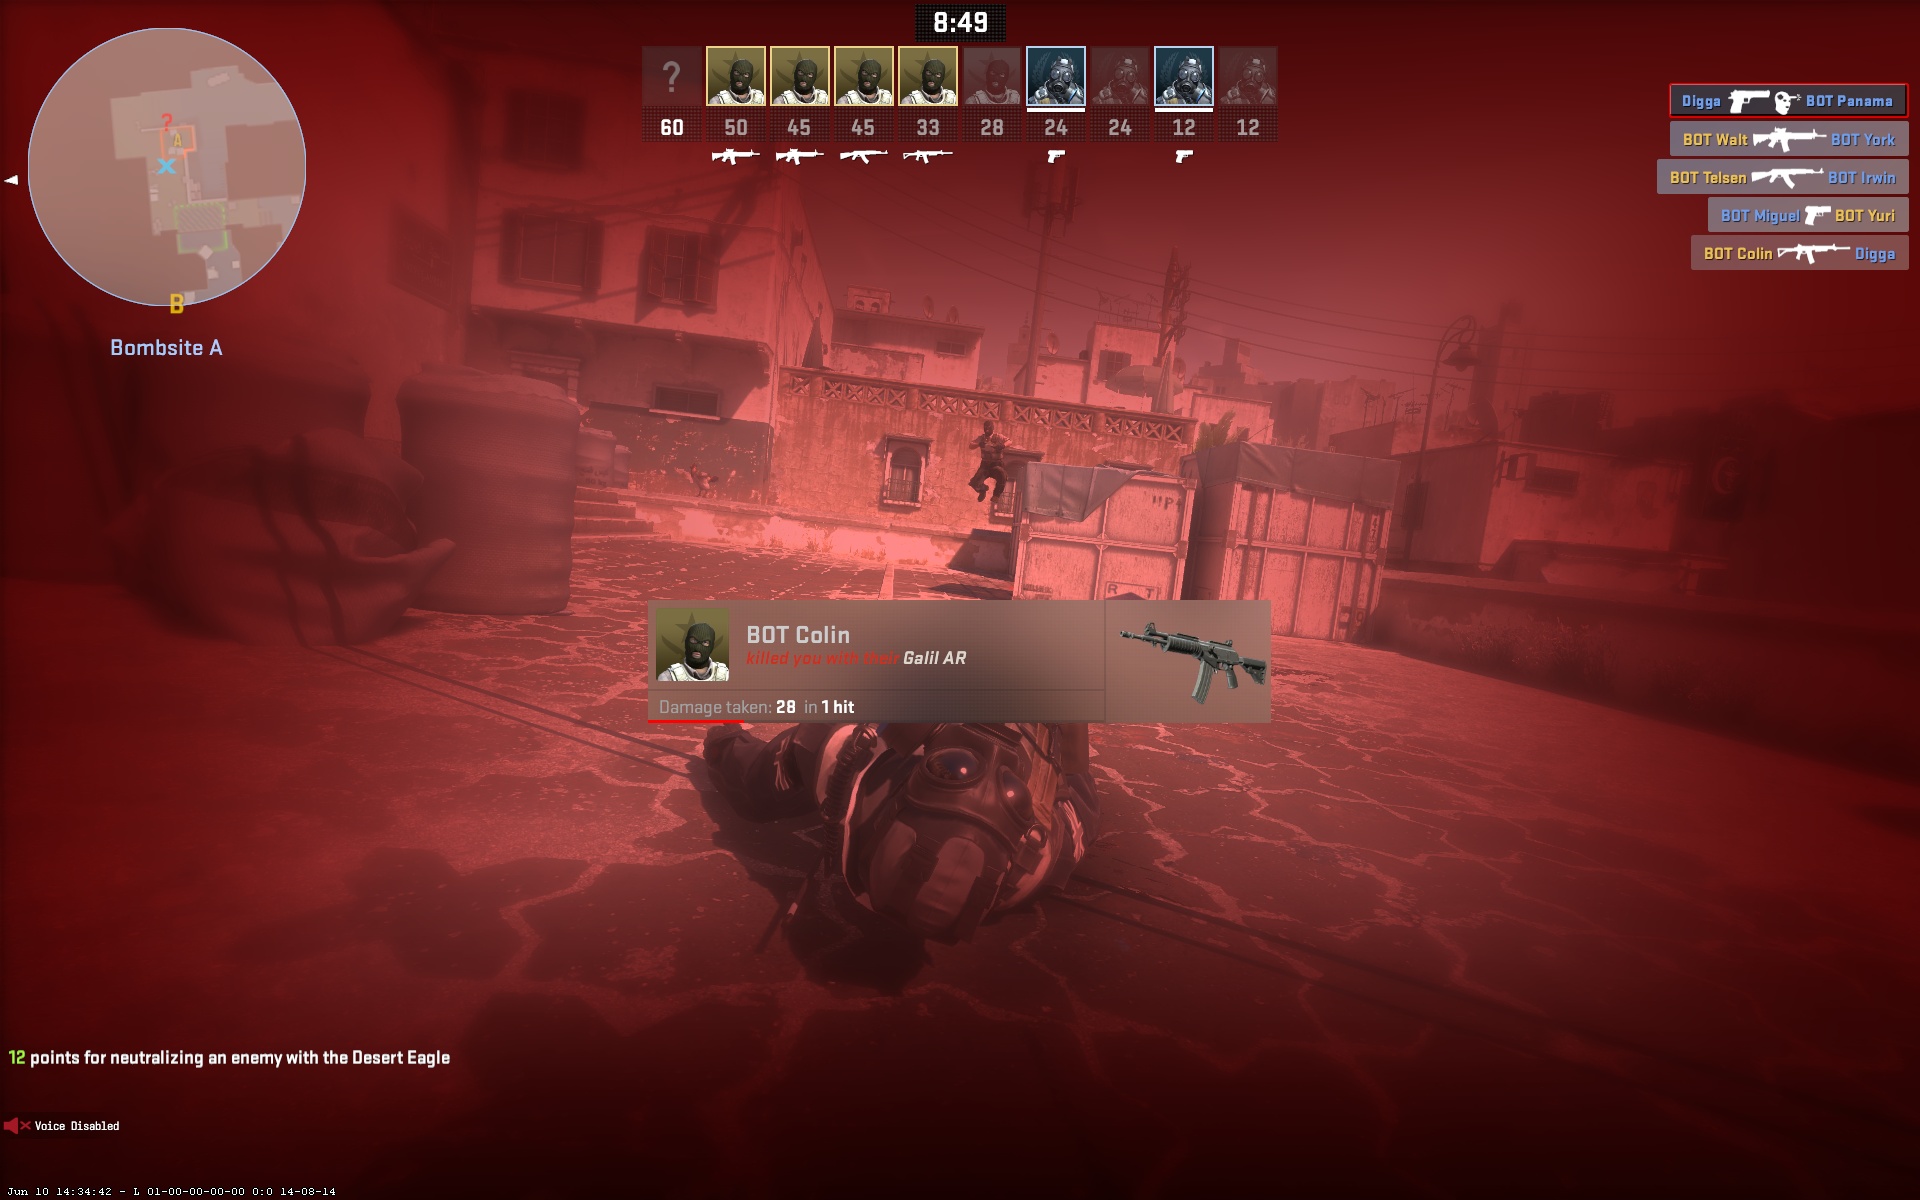 8:49
?
60 50 45 45 33 28 24 24 12 12
Digga BOT Panama
BOT Walt BOT York
BOT Telsen BOT Irwin
BOT Miguel BOT Yuri
BOT Colin Digga
?
A
B
Bombsite A
BOT Colin
killed you with their Galil AR
Damage taken: 28 in 1 hit
12 points for neutralizing an enemy with the Desert Eagle
Voice Disabled
Jun 10 14:34:42 - L 01-00-00-00-00 0:0 14-08-14